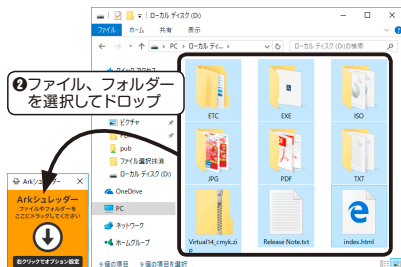 ローカル ディスク (D:)
ファイル
ホーム
共有
表示
PC > ローカル ディ...
ローカル ディスク (D:)の検索
クイック アクセス
❷ファイル、フォルダー
を選択してドロップ
ピクチャ
pub
ファイル選択抹消
ローカル ディスク (D:)
OneDrive
PC
ネットワーク
ホームグループ
ETC
EXE
ISO
JPG
PDF
TXT
Virtual14_cmyk.zi
p
Release Note.txt
index.html
9 個の項目
9 個の項目を選択
Arkシュレッダー
Arkシュレッダー
ファイルやフォルダーを
ここにドラッグしてください
右クリックでオプション設定